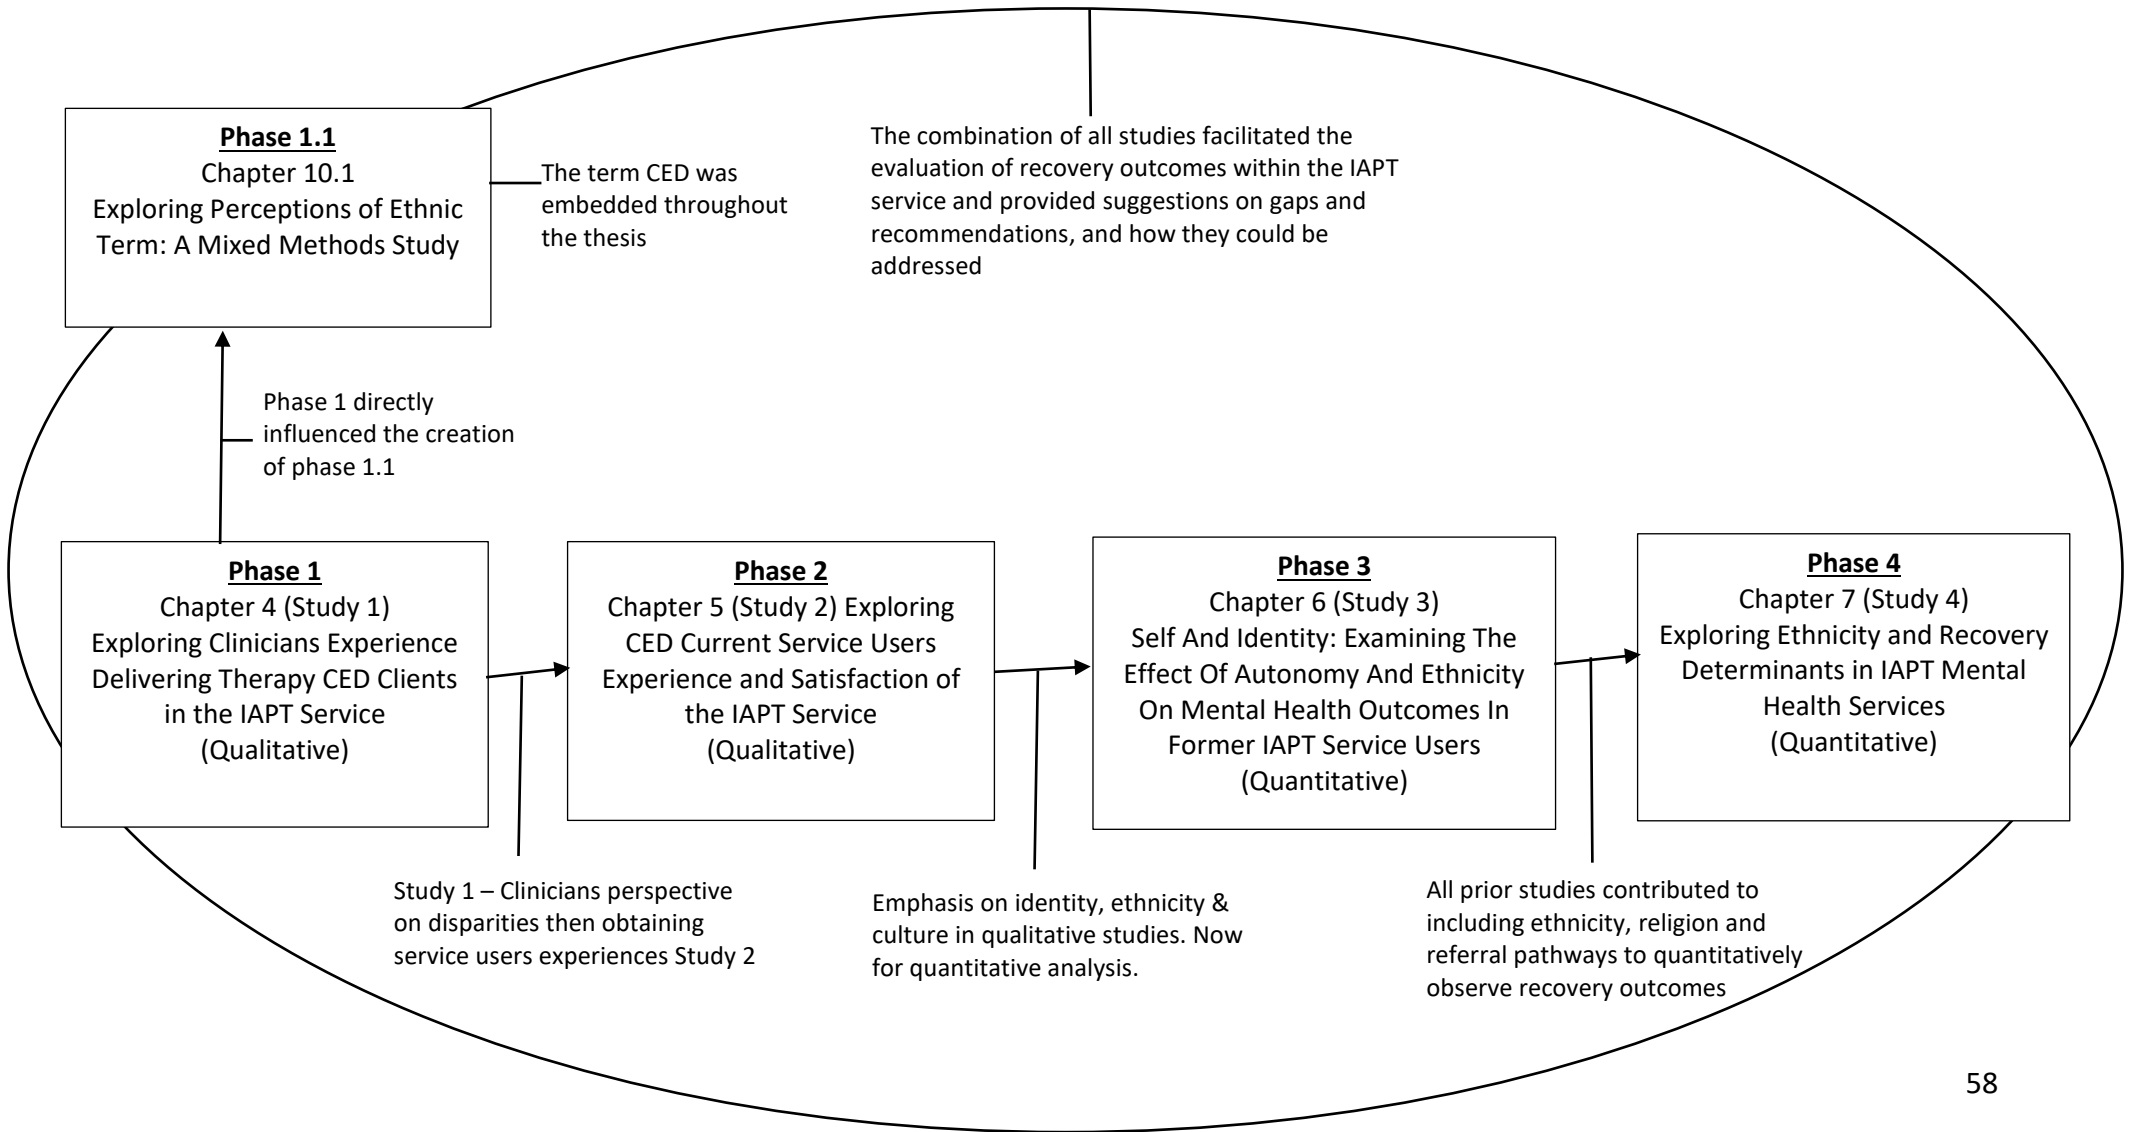 Phase 1.1
Chapter 10.1
Exploring Perceptions of Ethnic
Term: A Mixed Methods Study
The term CED was
embedded throughout
the thesis
The combination of all studies facilitated the
evaluation of recovery outcomes within the IAPT
service and provided suggestions on gaps and
recommendations, and how they could be
addressed
Phase 1 directly
influenced the creation
of phase 1.1
Phase 1
Chapter 4 (Study 1)
Exploring Clinicians Experience
Delivering Therapy CED Clients
in the IAPT Service
(Qualitative)
Phase 2
Chapter 5 (Study 2) Exploring
CED Current Service Users
Experience and Satisfaction of
the IAPT Service
(Qualitative)
Phase 3
Chapter 6 (Study 3)
Self And Identity: Examining The
Effect Of Autonomy And Ethnicity
On Mental Health Outcomes In
Former IAPT Service Users
(Quantitative)
Phase 4
Chapter 7 (Study 4)
Exploring Ethnicity and Recovery
Determinants in IAPT Mental
Health Services
(Quantitative)
Study 1 – Clinicians perspective
on disparities then obtaining
service users experiences Study 2
Emphasis on identity, ethnicity &
culture in qualitative studies. Now
for quantitative analysis.
All prior studies contributed to
including ethnicity, religion and
referral pathways to quantitatively
observe recovery outcomes
58